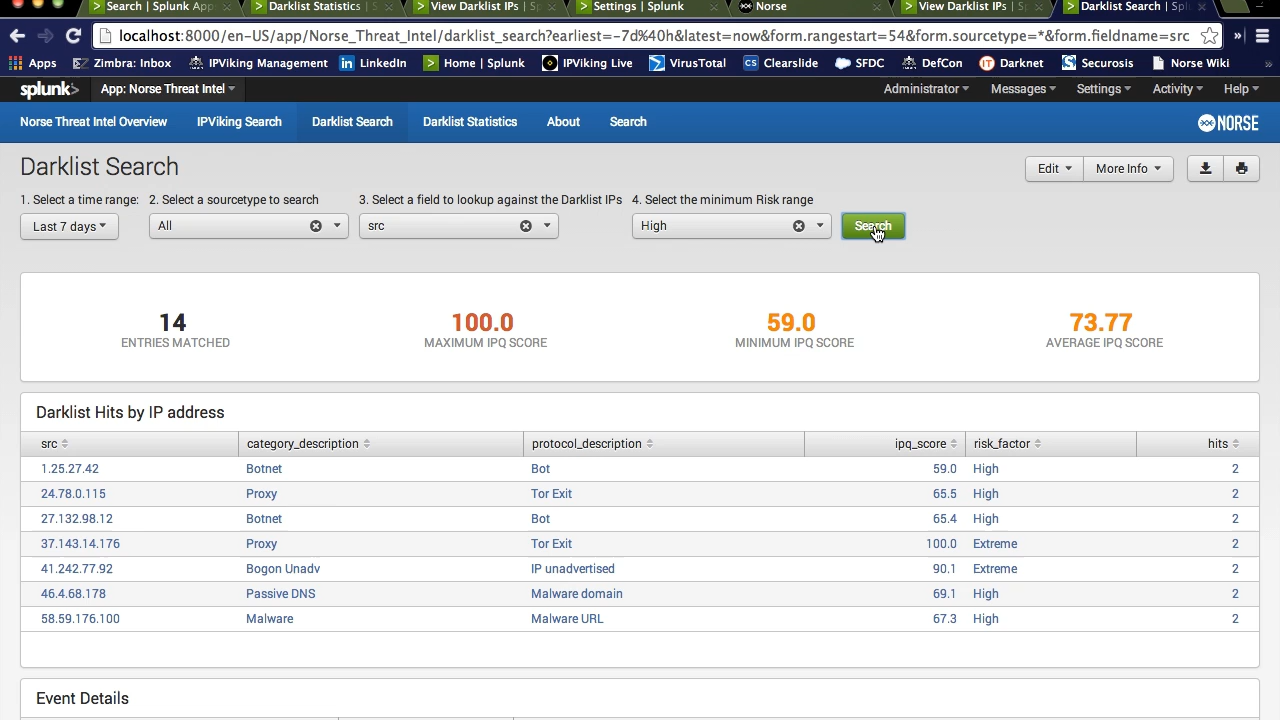 Search | Splunk App Darklist Statistics | S View Darklist IPs | Sp Settings | Splunk Norse View Darklist IPs | Sp Darklist Search | Spl
localhost:8000/en-US/app/Norse_Threat_Intel/darklist_search?earliest=-7d%40h&latest=now&form.rangestart=54&form.sourcetype=*&form.fieldname=src
Apps Zimbra: Inbox IPViking Management LinkedIn Home | Splunk IPViking Live VirusTotal Clearslide SFDC DefCon Darknet Securosis Norse Wiki
splunk> App: Norse Threat Intel Administrator Messages Settings Activity Help
Norse Threat Intel Overview IPViking Search Darklist Search Darklist Statistics About Search NORSE
Darklist Search Edit More Info
1. Select a time range: 2. Select a sourcetype to search 3. Select a field to lookup against the Darklist IPs 4. Select the minimum Risk range
Last 7 days All src High Search
14 100.0 59.0 73.77
ENTRIES MATCHED MAXIMUM IPQ SCORE MINIMUM IPQ SCORE AVERAGE IPQ SCORE
Darklist Hits by IP address
src category_description protocol_description ipq_score risk_factor hits
1.25.27.42 Botnet Bot 59.0 High 2
24.78.0.115 Proxy Tor Exit 65.5 High 2
27.132.98.12 Botnet Bot 65.4 High 2
37.143.14.176 Proxy Tor Exit 100.0 Extreme 2
41.242.77.92 Bogon Unadv IP unadvertised 90.1 Extreme 2
46.4.68.178 Passive DNS Malware domain 69.1 High 2
58.59.176.100 Malware Malware URL 67.3 High 2
Event Details